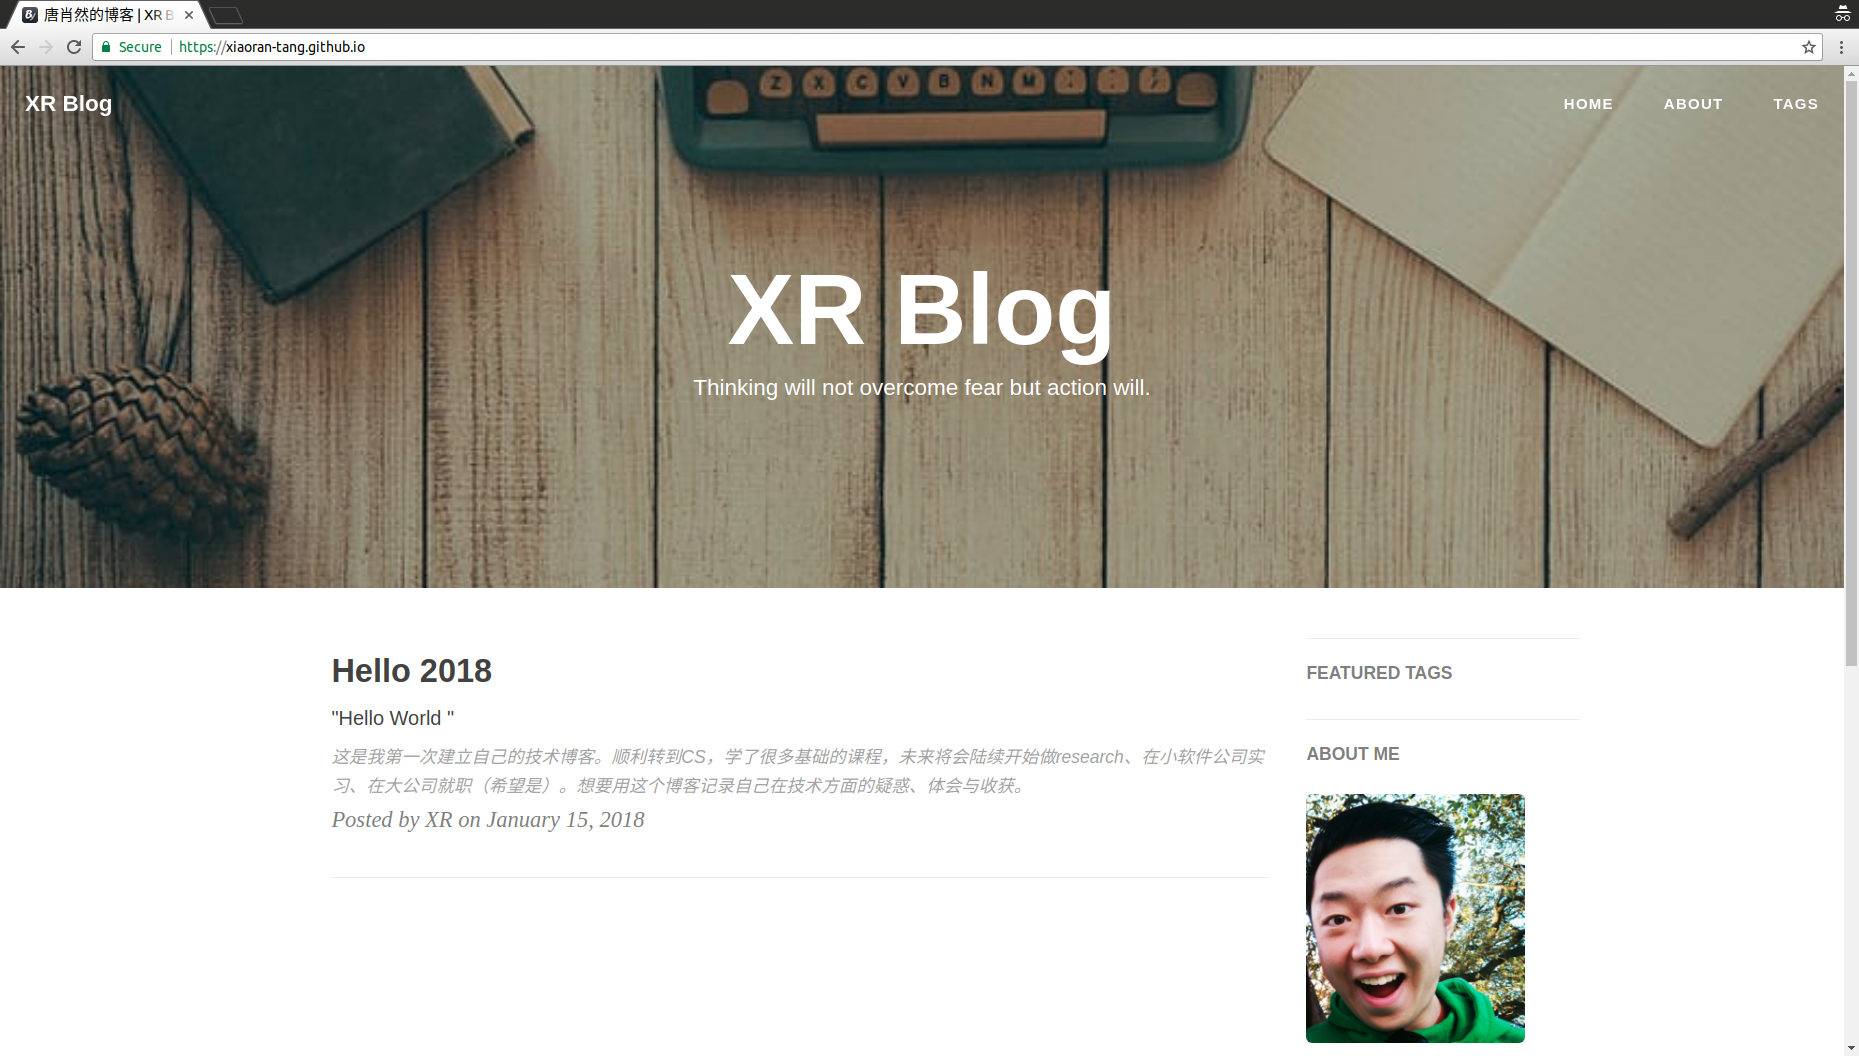 唐肖然的博客 | XR B
Secure
https://xiaoran-tang.github.io
Z X C V B N M
XR Blog
HOME
ABOUT
TAGS
XR Blog
Thinking will not overcome fear but action will.
Hello 2018
"Hello World "
这是我第一次建立自己的技术博客。顺利转到CS，学了很多基础的课程，未来将会陆续开始做research、在小软件公司实
习、在大公司就职（希望是）。想要用这个博客记录自己在技术方面的疑惑、体会与收获。
Posted by XR on January 15, 2018
FEATURED TAGS
ABOUT ME